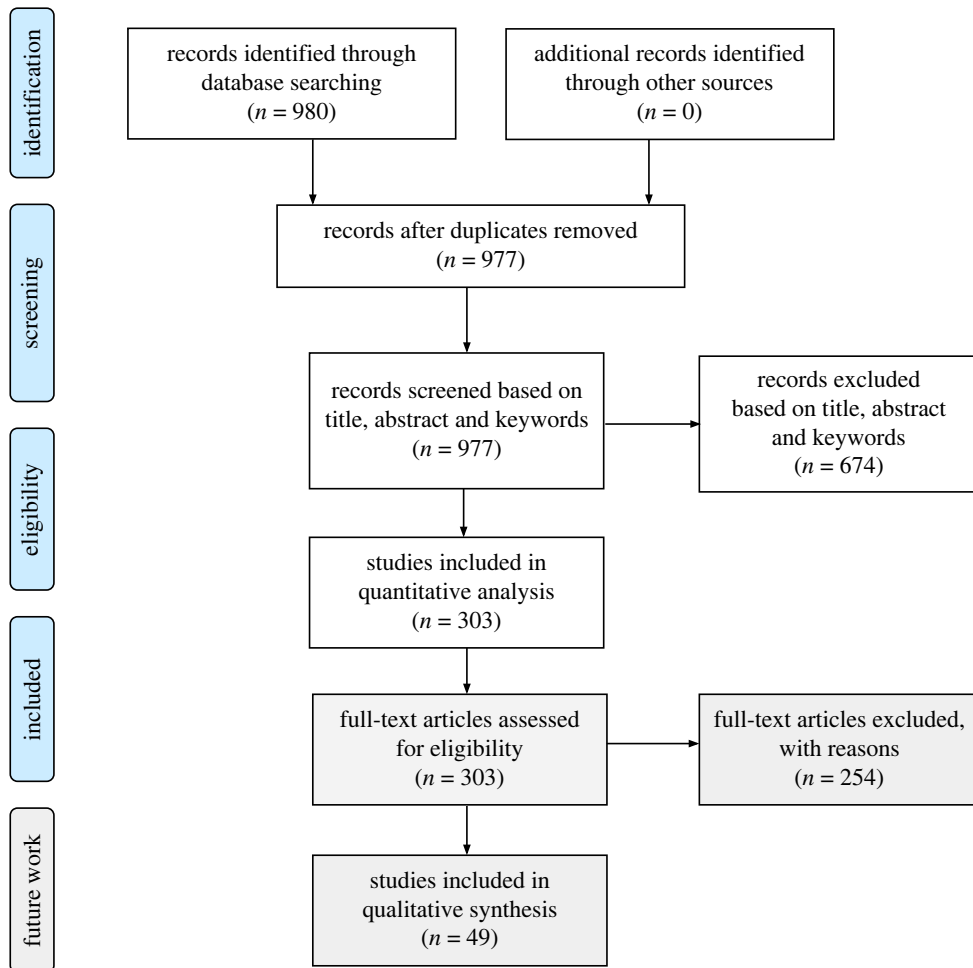 identification
records identified through
database searching
(n = 980)
additional records identified
through other sources
(n = 0)
screening
records after duplicates removed
(n = 977)
records screened based on
title, abstract and keywords
(n = 977)
records excluded
based on title, abstract
and keywords
(n = 674)
eligibility
studies included in
quantitative analysis
(n = 303)
included
full-text articles assessed
for eligibility
(n = 303)
full-text articles excluded,
with reasons
(n = 254)
future work
studies included in
qualitative synthesis
(n = 49)